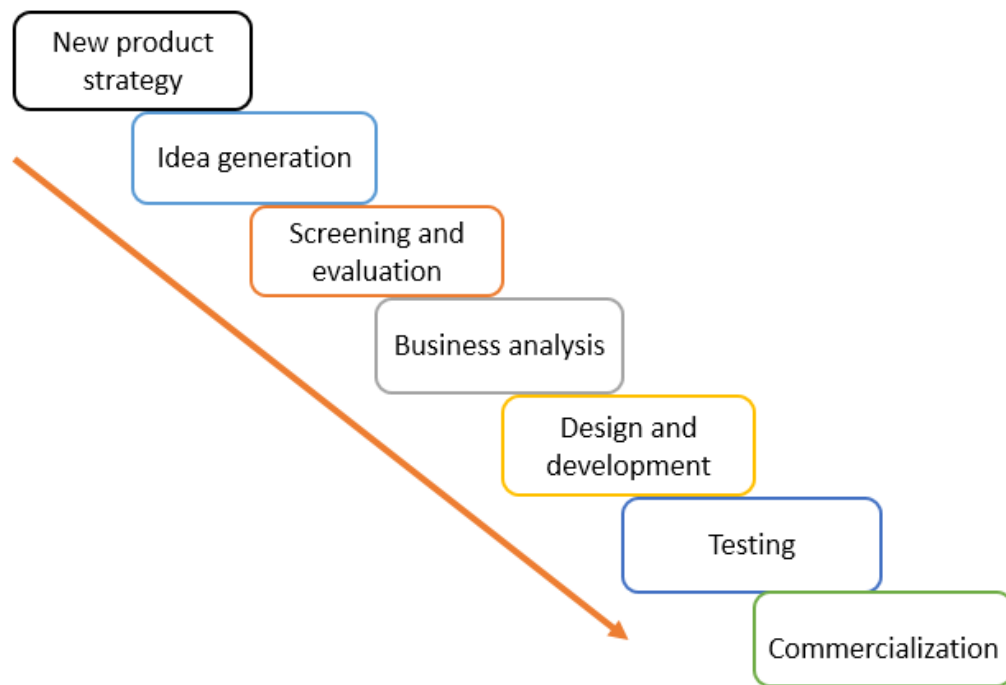 New product
strategy
Idea generation
Screening and
evaluation
Business analysis
Design and
development
Testing
Commercialization